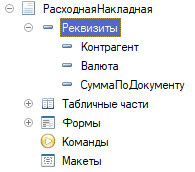 РасходнаяНакладная
Реквизиты
Контрагент
Валюта
СуммаПоДокументу
Табличные части
Формы
Команды
Макеты